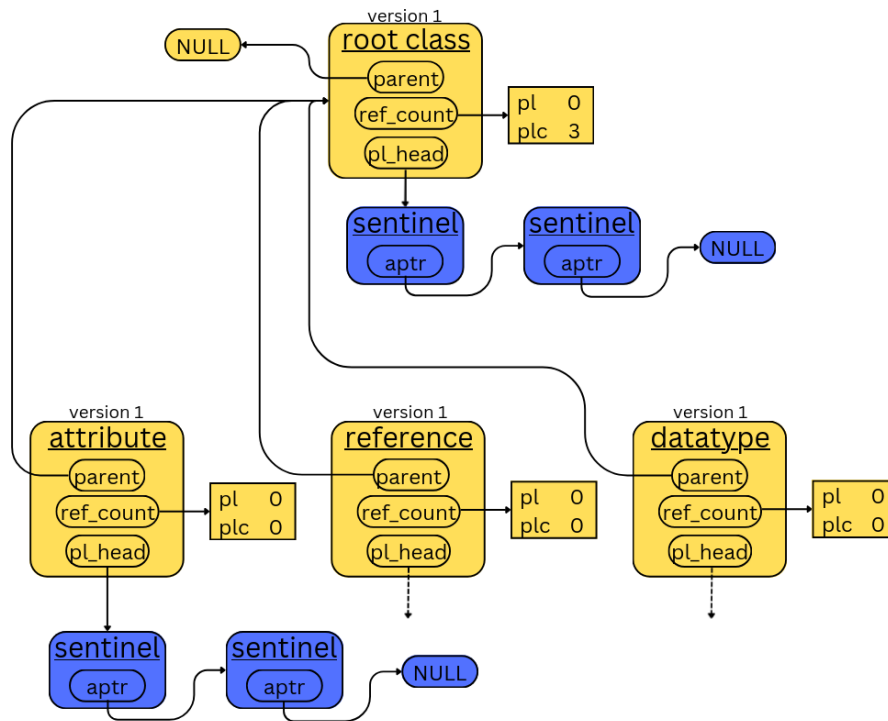 version 1
root class
NULL
parent
ref_count
pl 0
plc 3
pl_head
sentinel
aptr
sentinel
aptr
NULL
version 1
attribute
parent
ref_count
pl 0
plc 0
pl_head
version 1
reference
parent
ref_count
pl 0
plc 0
pl_head
version 1
datatype
parent
ref_count
pl 0
plc 0
pl_head
sentinel
aptr
sentinel
aptr
NULL